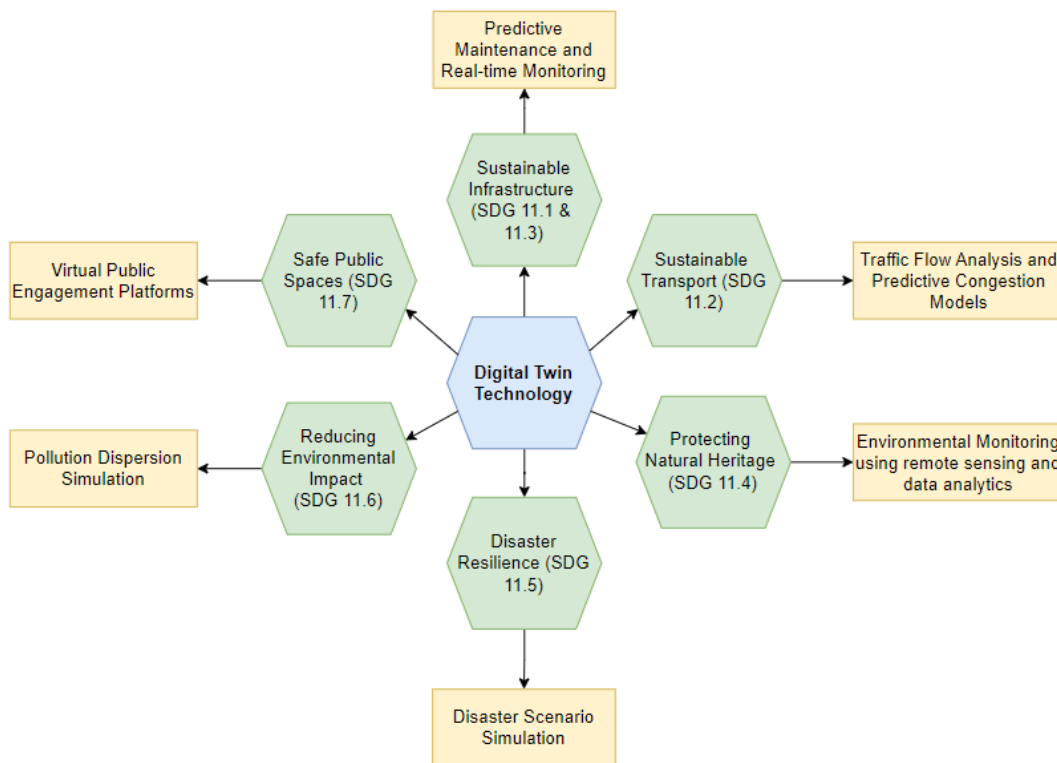 Predictive
Maintenance and
Real-time Monitoring
Sustainable
Infrastructure
(SDG 11.1 &
11.3)
Safe Public
Spaces (SDG
11.7)
Virtual Public
Engagement Platforms
Sustainable
Transport (SDG
11.2)
Traffic Flow Analysis and
Predictive Congestion
Models
Digital Twin
Technology
Reducing
Environmental
Impact
(SDG 11.6)
Pollution Dispersion
Simulation
Protecting
Natural Heritage
(SDG 11.4)
Environmental Monitoring
using remote sensing and
data analytics
Disaster
Resilience (SDG
11.5)
Disaster Scenario
Simulation